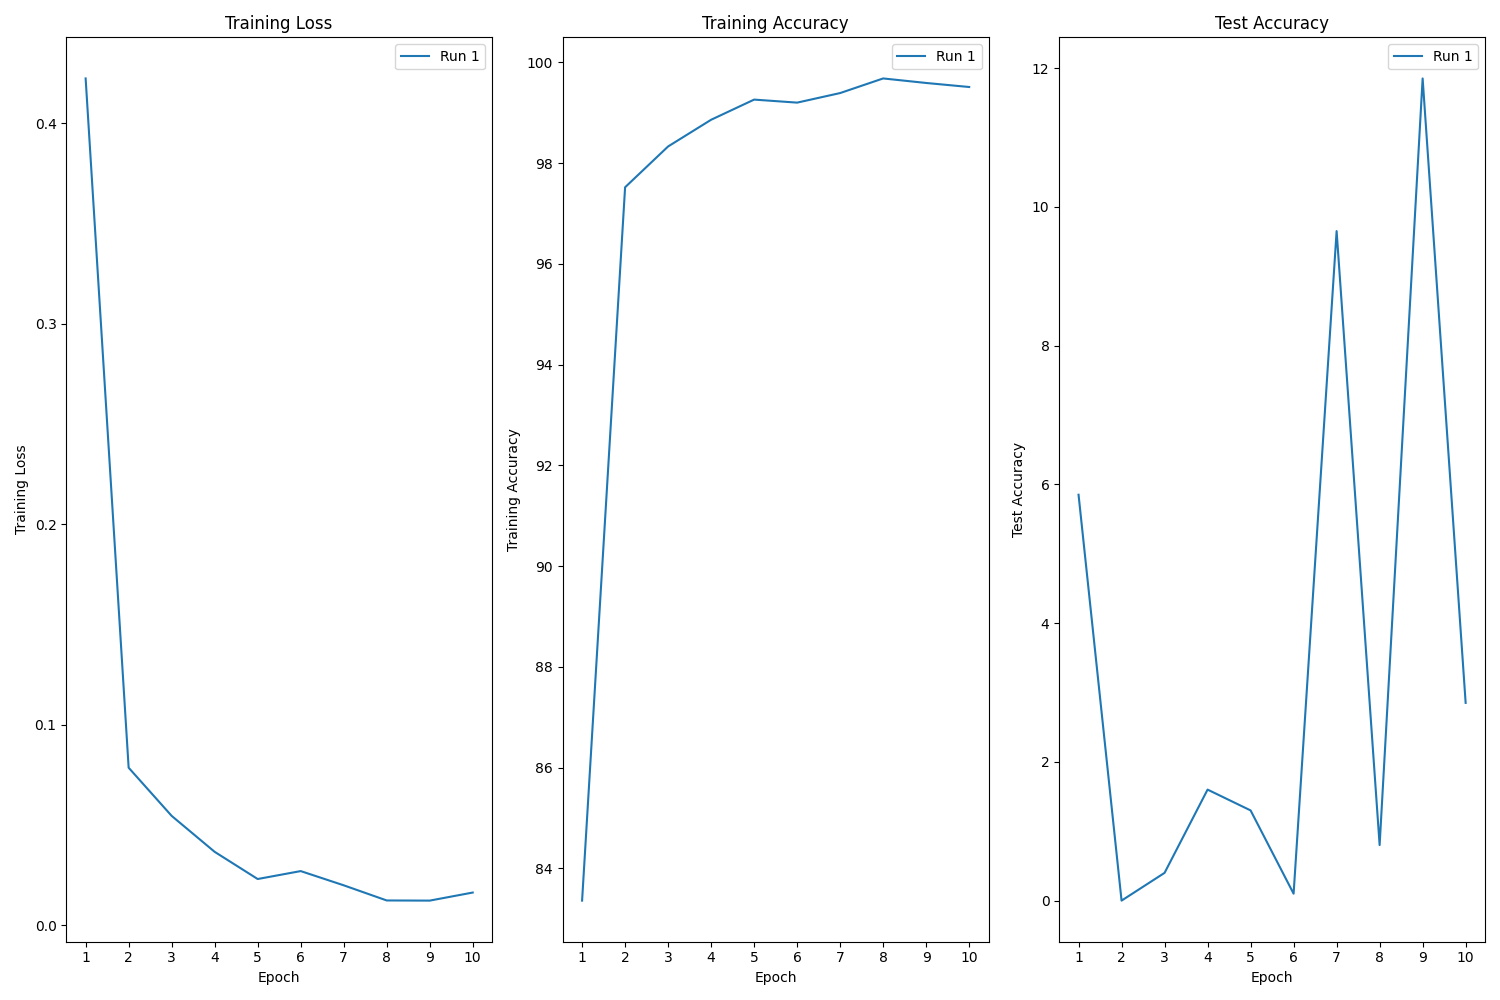 Training Loss
Run 1
0.4
0.3
0.2
0.1
0.0
Training Loss
1 2 3 4 5 6 7 8 9 10
Epoch
Training Accuracy
Run 1
100
98
96
94
92
90
88
86
84
Training Accuracy
1 2 3 4 5 6 7 8 9 10
Epoch
Test Accuracy
Run 1
12
10
8
6
4
2
0
Test Accuracy
1 2 3 4 5 6 7 8 9 10
Epoch